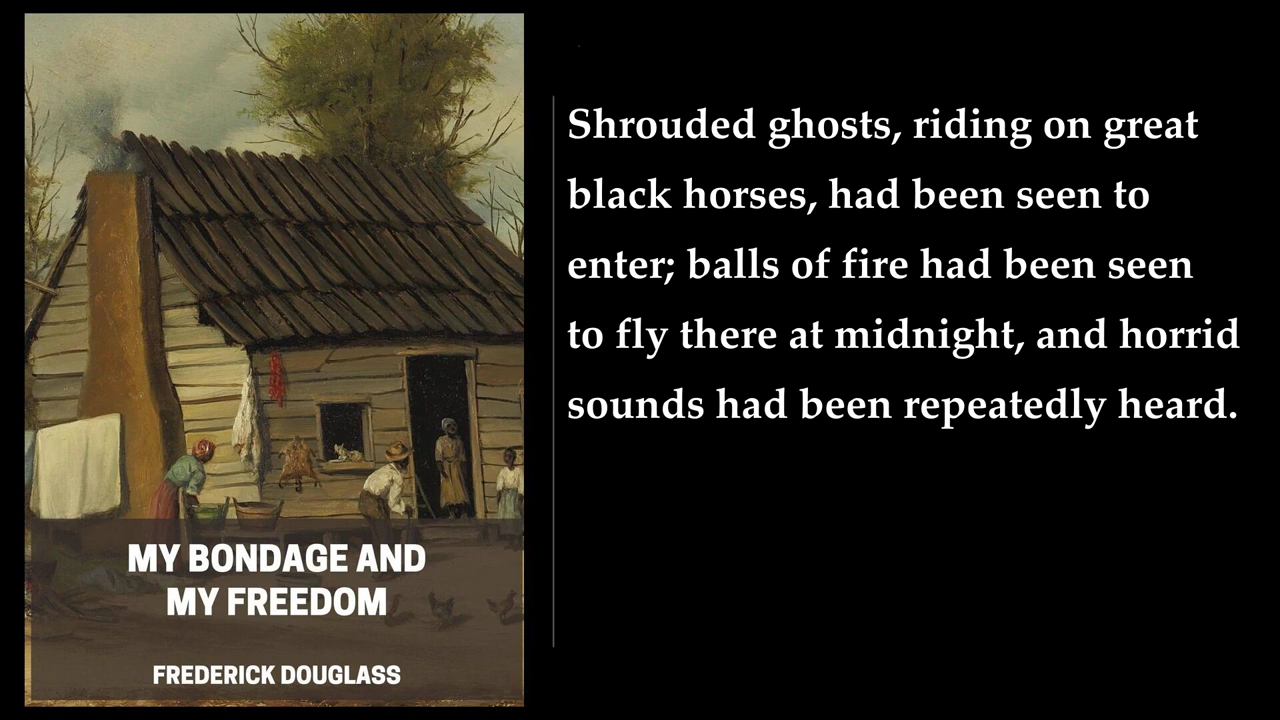 MY BONDAGE AND
MY FREEDOM
FREDERICK DOUGLASS
Shrouded ghosts, riding on great
black horses, had been seen to
enter; balls of fire had been seen
to fly there at midnight, and horrid
sounds had been repeatedly heard.